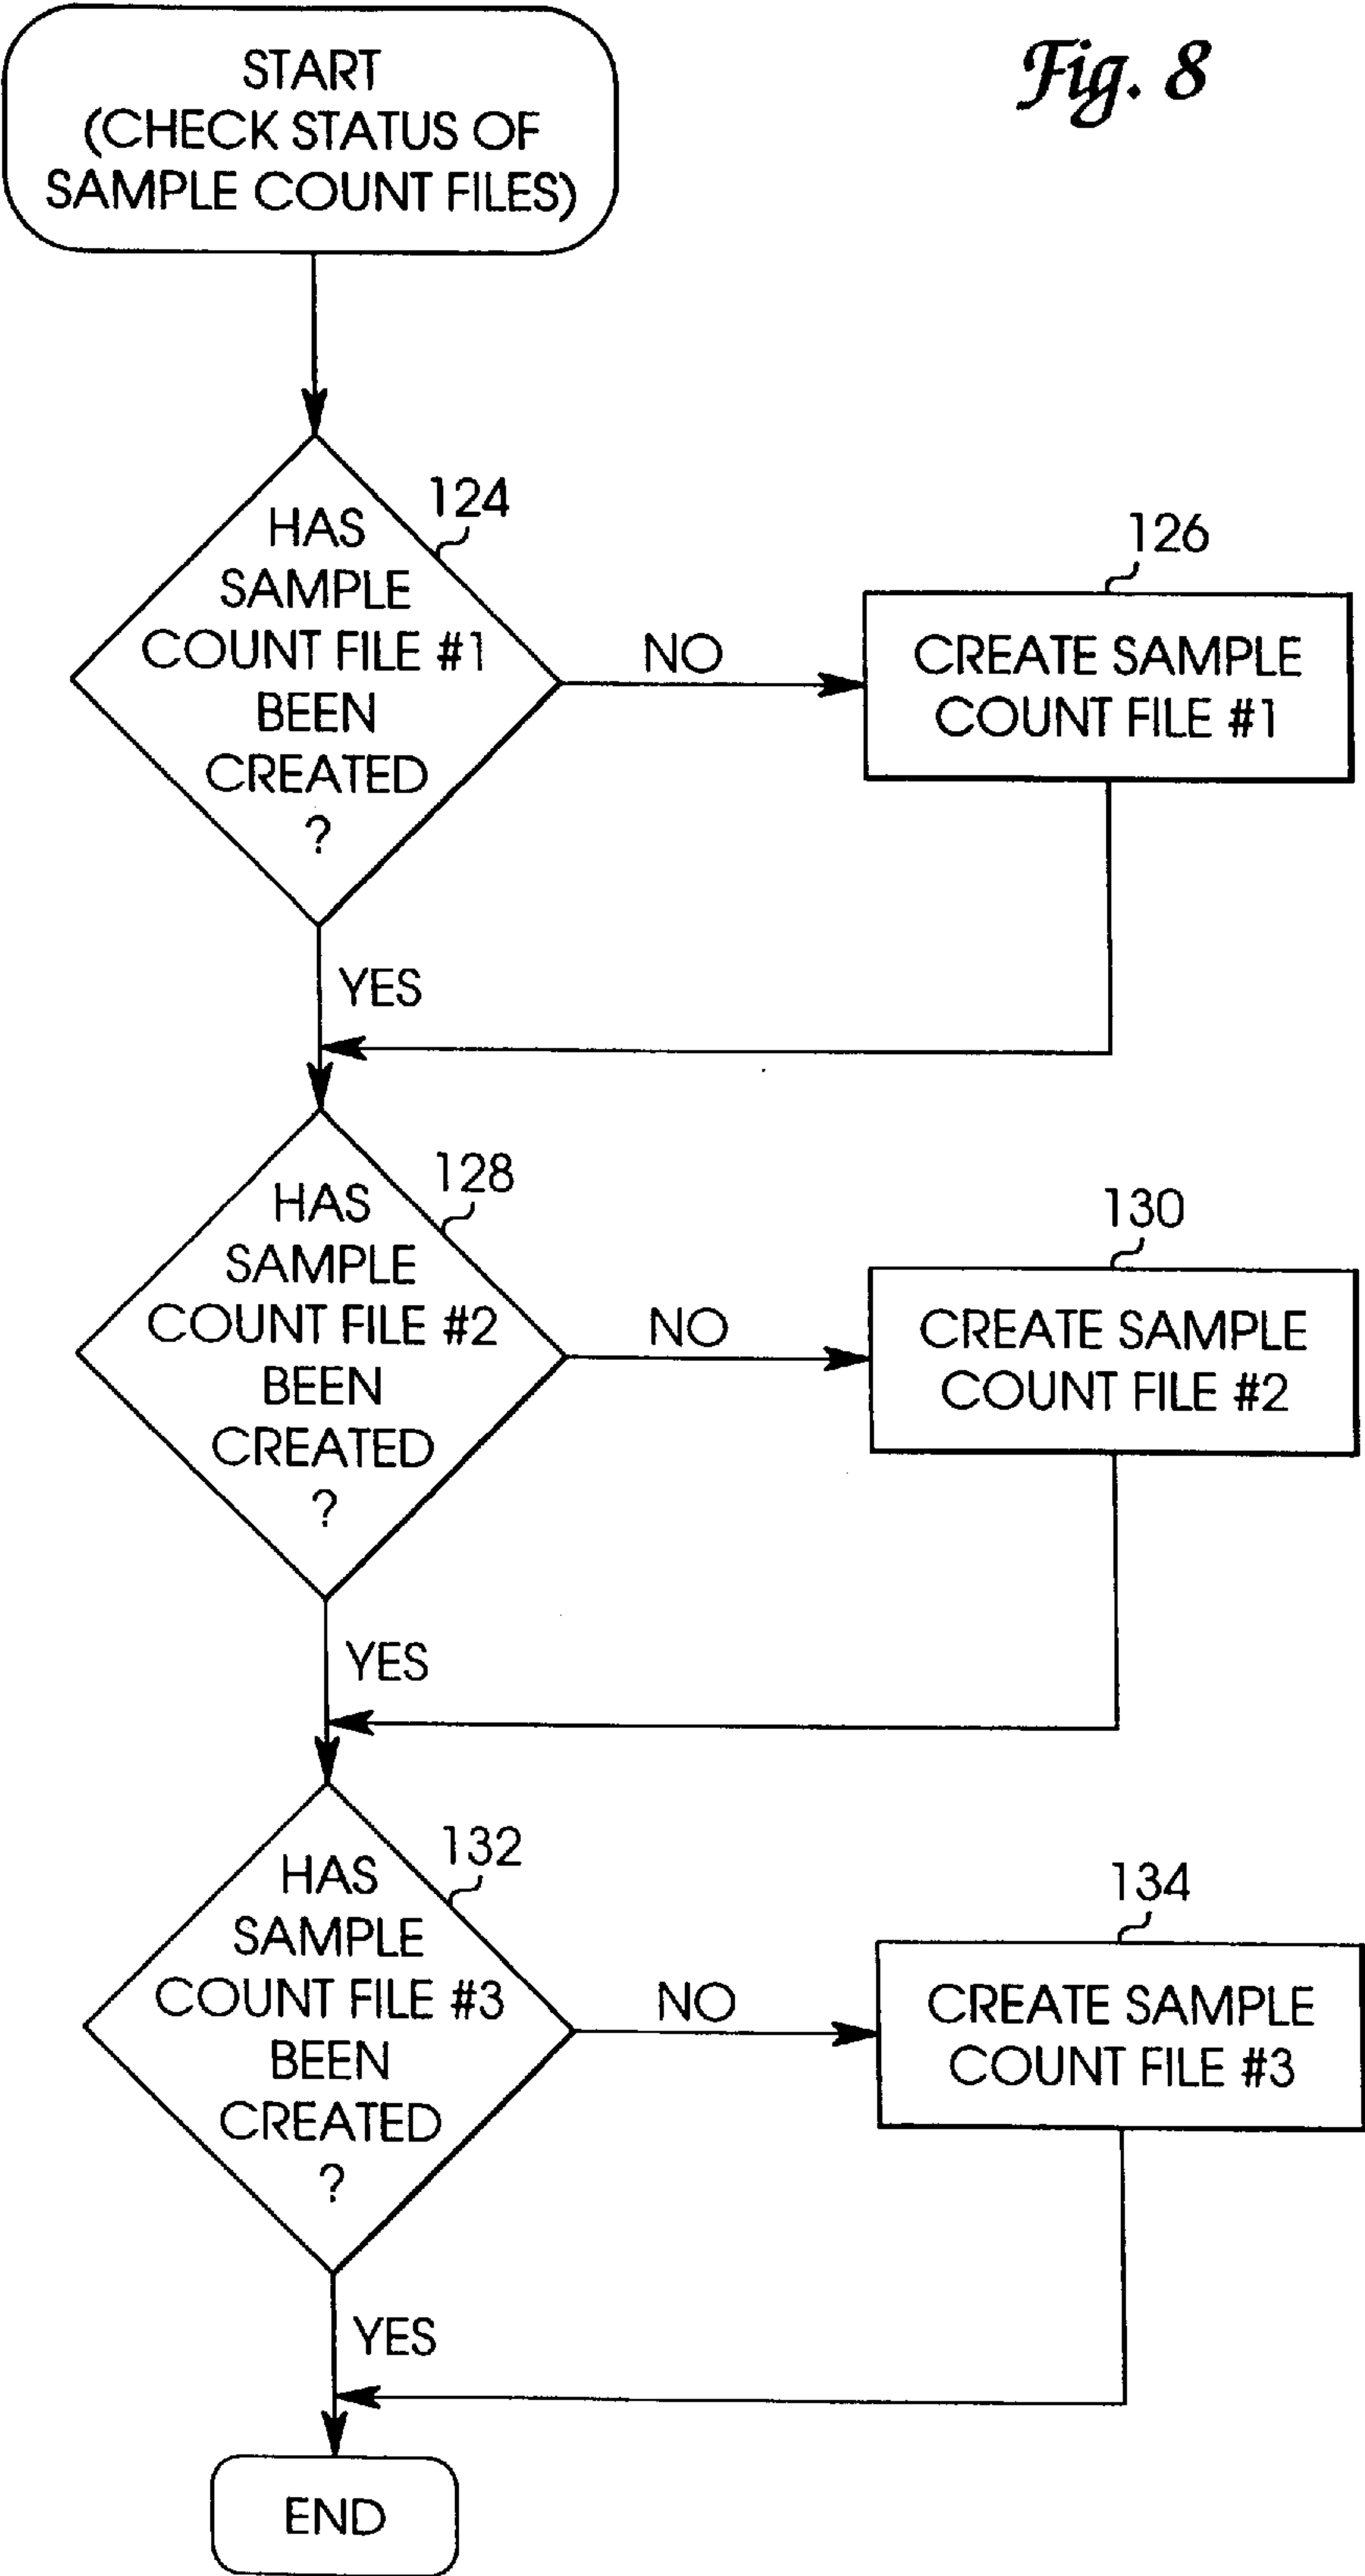 Fig. 8
START
(CHECK STATUS OF
SAMPLE COUNT FILES)
124
HAS
SAMPLE
COUNT FILE #1
BEEN
CREATED
?
NO
126
CREATE SAMPLE
COUNT FILE #1
YES
128
HAS
SAMPLE
COUNT FILE #2
BEEN
CREATED
?
NO
130
CREATE SAMPLE
COUNT FILE #2
YES
132
HAS
SAMPLE
COUNT FILE #3
BEEN
CREATED
?
NO
134
CREATE SAMPLE
COUNT FILE #3
YES
END